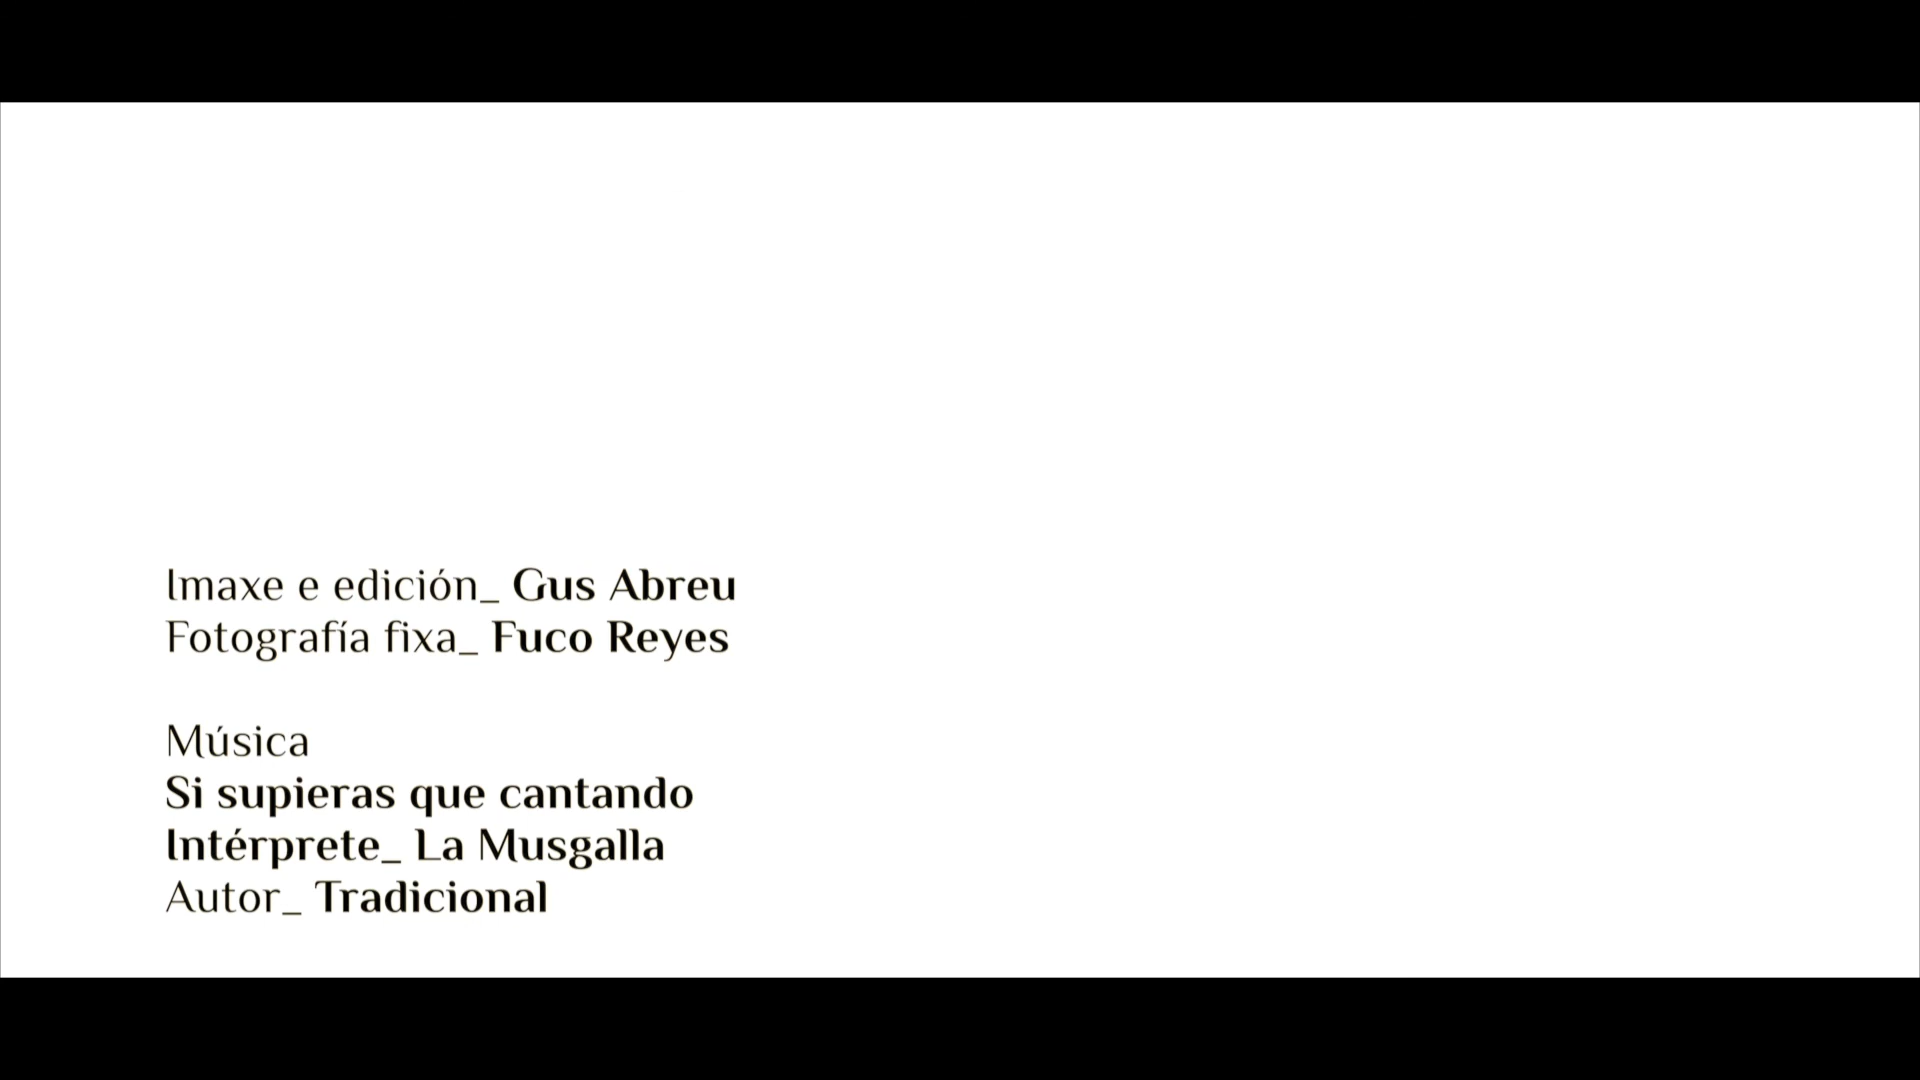 Imaxe e edición_ Gus Abreu
Fotografía fixa_ Fuco Reyes
Música
Si supieras que cantando
Intérprete_ La Musgalla
Autor_ Tradicional